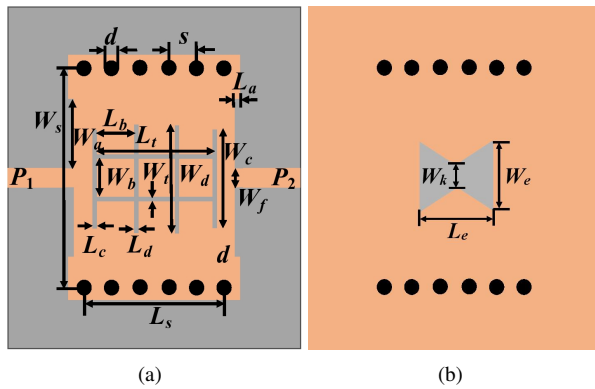 d
s
L_a
W_s
W_a
L_b
L_t
W_c
P_1
W_b
W_t
W_d
P_2
W_f
L_c
L_d
d
L_s
W_k
W_e
L_e
(a)
(b)